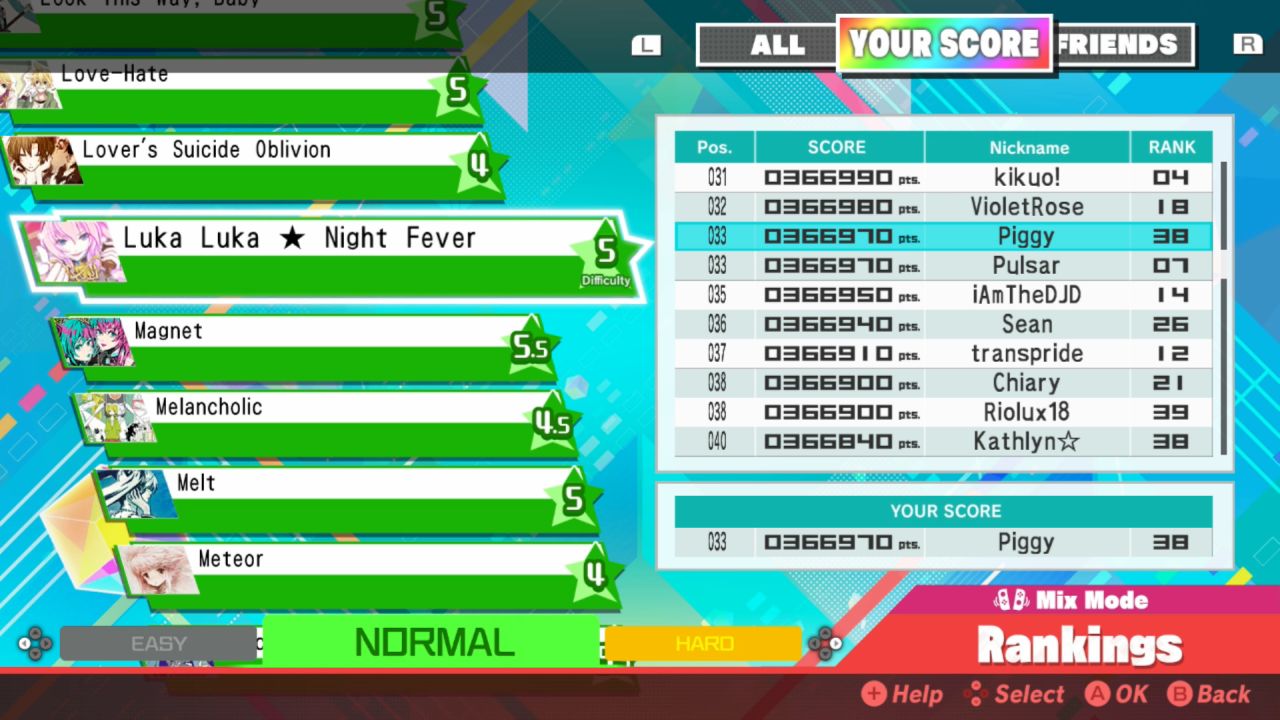 Look This Way, Baby
5
Love-Hate
5
Lover's Suicide Oblivion
4
Luka Luka ★ Night Fever
5
Difficulty
Magnet
5.5
Melancholic
4.5
Melt
5
Meteor
4
EASY
NORMAL
HARD
L
ALL
YOUR SCORE
FRIENDS
R
Pos. SCORE Nickname RANK
031 0366990 pts. kikuo! 04
032 0366980 pts. VioletRose 18
033 0366970 pts. Piggy 38
033 0366970 pts. Pulsar 07
035 0366950 pts. iAmTheDJD 14
036 0366940 pts. Sean 26
037 0366910 pts. transpride 12
038 0366900 pts. Chiary 21
038 0366900 pts. Riolux18 39
040 0366840 pts. Kathlyn☆ 38
YOUR SCORE
033 0366970 pts. Piggy 38
Mix Mode
Rankings
+ Help Select A OK B Back